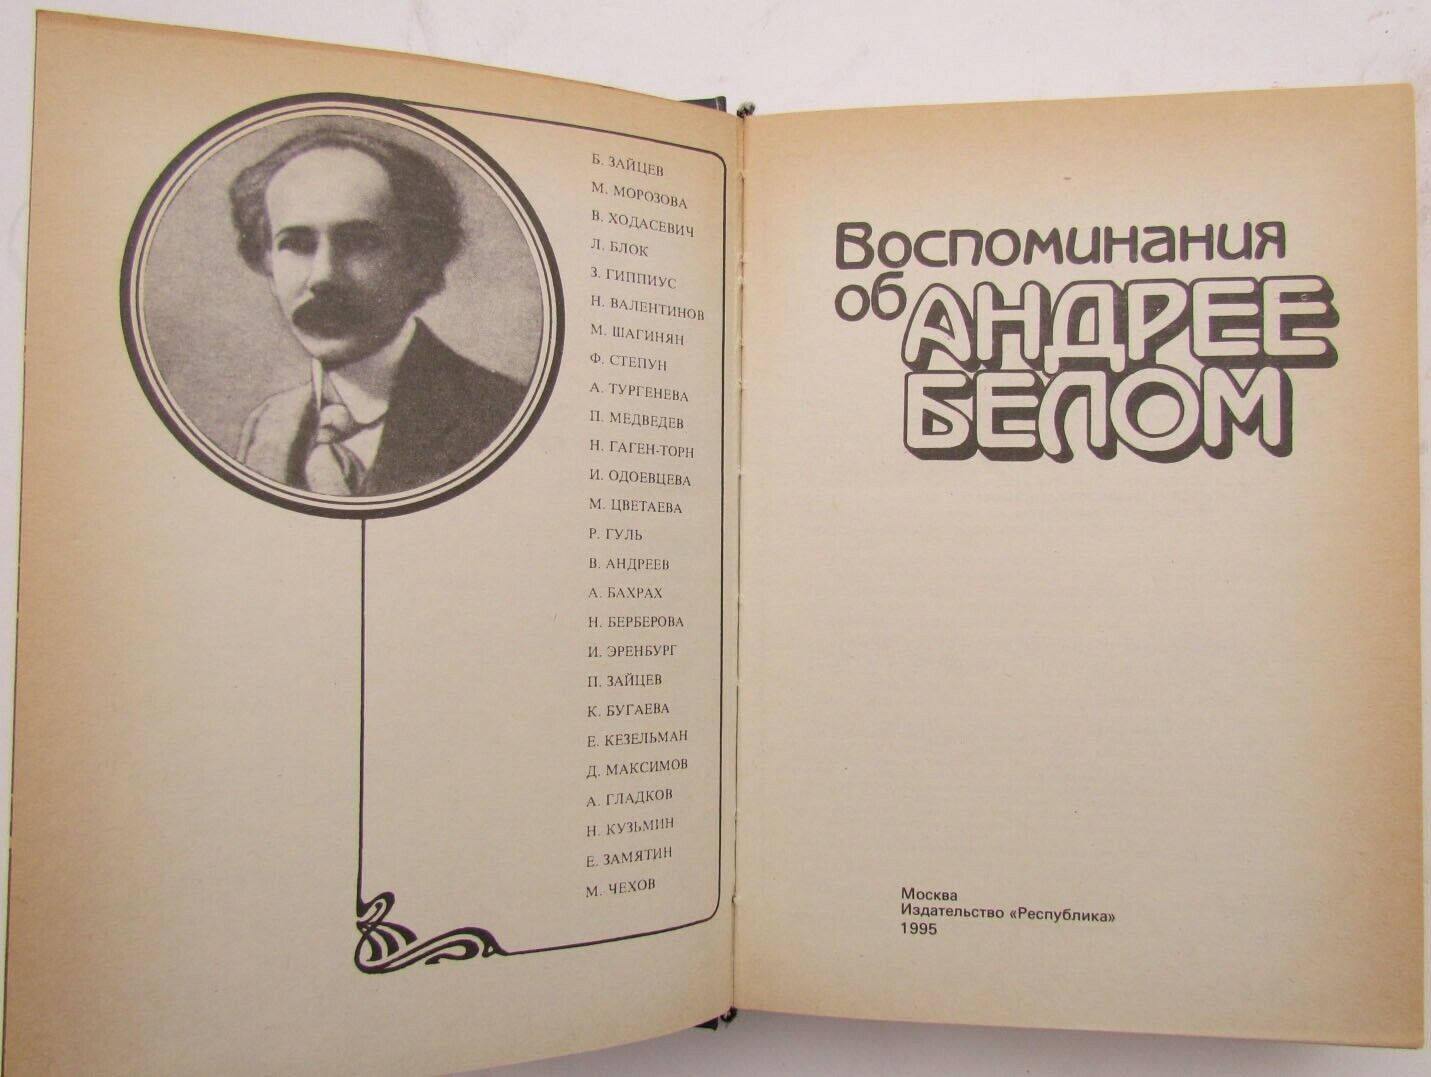 Б. ЗАЙЦЕВ
М. МОРОЗОВА
В. ХОДАСЕВИЧ
Л. БЛОК
З. ГИППИУС
Н. ВАЛЕНТИНОВ
М. ШАГИНЯН
Ф. СТЕПУН
А. ТУРГЕНЕВА
П. МЕДВЕДЕВ
Н. ГАГЕН-ТОРН
И. ОДОЕВЦЕВА
М. ЦВЕТАЕВА
Р. ГУЛЬ
В. АНДРЕЕВ
А. БАХРАХ
Н. БЕРБЕРОВА
И. ЭРЕНБУРГ
П. ЗАЙЦЕВ
К. БУГАЕВА
Е. КЕЗЕЛЬМАН
Д. МАКСИМОВ
А. ГЛАДКОВ
Н. КУЗЬМИН
Е. ЗАМЯТИН
М. ЧЕХОВ
Воспоминания
об АНДРЕЕ
БЕЛОМ
Москва
Издательство «Республика»
1995